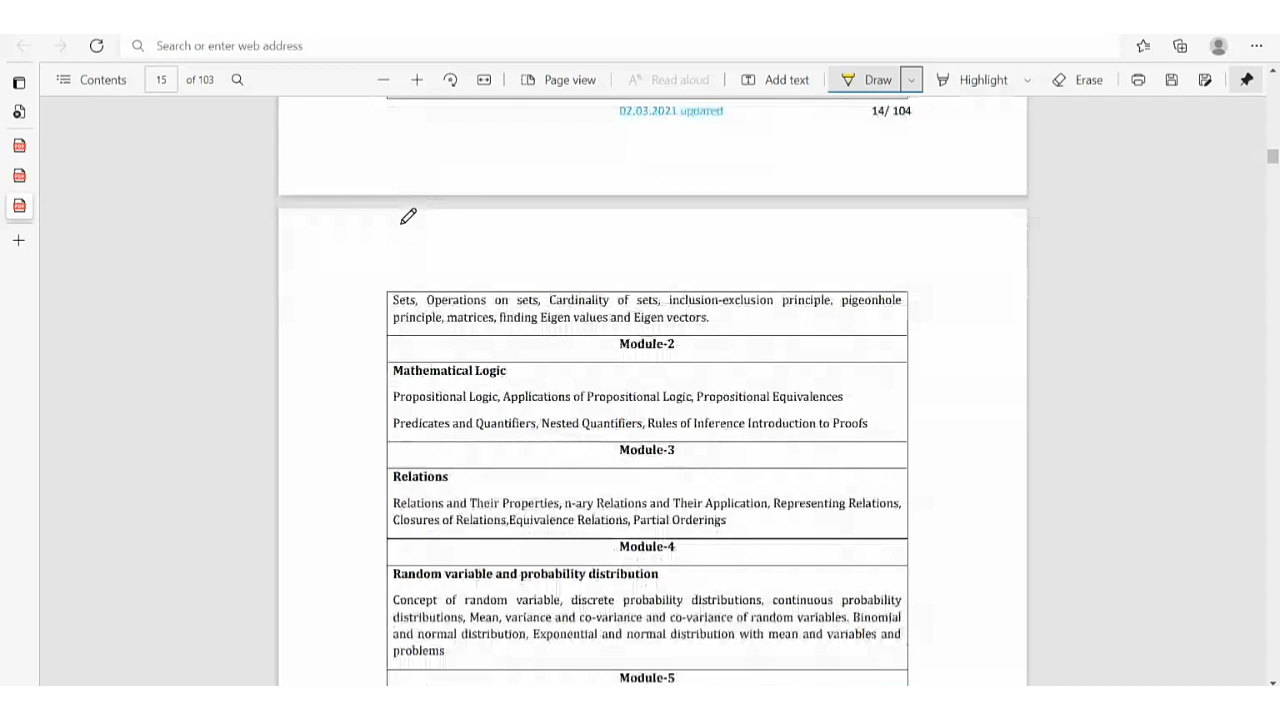 Search or enter web address
Contents 15 of 103 Page view Read aloud Add text Draw Highlight Erase
02.03.2021 updated 14/ 104
Sets, Operations on sets, Cardinality of sets, inclusion-exclusion principle, pigeonhole
principle, matrices, finding Eigen values and Eigen vectors.
Module-2
Mathematical Logic
Propositional Logic, Applications of Propositional Logic, Propositional Equivalences
Predicates and Quantifiers, Nested Quantifiers, Rules of Inference Introduction to Proofs
Module-3
Relations
Relations and Their Properties, n-ary Relations and Their Application, Representing Relations,
Closures of Relations,Equivalence Relations, Partial Orderings
Module-4
Random variable and probability distribution
Concept of random variable, discrete probability distributions, continuous probability
distributions, Mean, variance and co-variance and co-variance of random variables. Binomial
and normal distribution, Exponential and normal distribution with mean and variables and
problems
Module-5